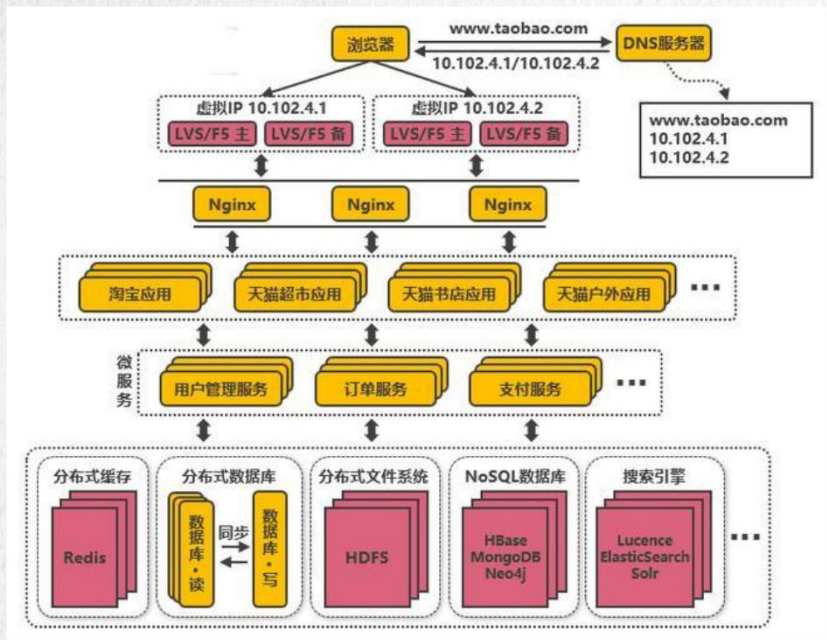 浏览器
www.taobao.com
10.102.4.1/10.102.4.2
DNS服务器
www.taobao.com
10.102.4.1
10.102.4.2
虚拟IP 10.102.4.1
LVS/F5 主
LVS/F5 备
虚拟IP 10.102.4.2
LVS/F5 主
LVS/F5 备
Nginx
Nginx
Nginx
淘宝应用
天猫超市应用
天猫书店应用
天猫户外应用
微服务
用户管理服务
订单服务
支付服务
分布式缓存
Redis
分布式数据库
数据库·读
同步
数据库·写
分布式文件系统
HDFS
NoSQL数据库
HBase
MongoDB
Neo4j
搜索引擎
Lucence
ElasticSearch
Solr